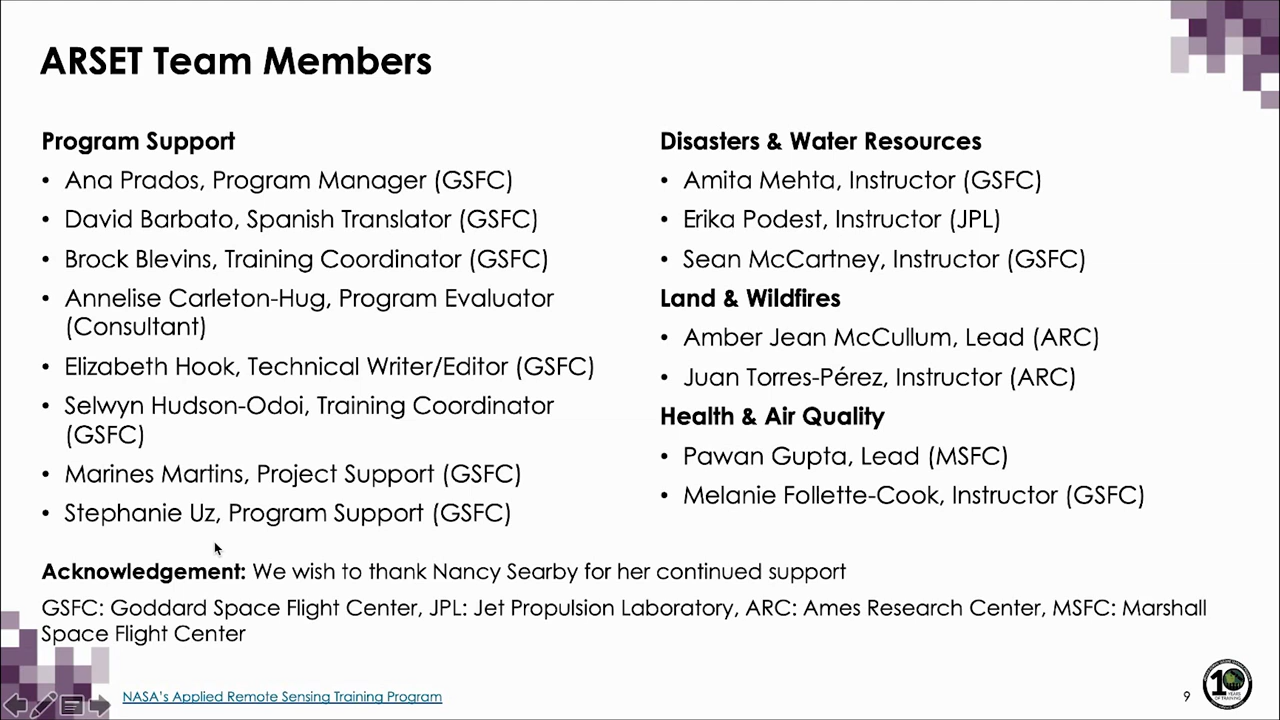 ARSET Team Members
Program Support
• Ana Prados, Program Manager (GSFC)
• David Barbato, Spanish Translator (GSFC)
• Brock Blevins, Training Coordinator (GSFC)
• Annelise Carleton-Hug, Program Evaluator
(Consultant)
• Elizabeth Hook, Technical Writer/Editor (GSFC)
• Selwyn Hudson-Odoi, Training Coordinator
(GSFC)
• Marines Martins, Project Support (GSFC)
• Stephanie Uz, Program Support (GSFC)
Disasters & Water Resources
• Amita Mehta, Instructor (GSFC)
• Erika Podest, Instructor (JPL)
• Sean McCartney, Instructor (GSFC)
Land & Wildfires
• Amber Jean McCullum, Lead (ARC)
• Juan Torres-Pérez, Instructor (ARC)
Health & Air Quality
• Pawan Gupta, Lead (MSFC)
• Melanie Follette-Cook, Instructor (GSFC)
Acknowledgement: We wish to thank Nancy Searby for her continued support
GSFC: Goddard Space Flight Center, JPL: Jet Propulsion Laboratory, ARC: Ames Research Center, MSFC: Marshall
Space Flight Center
NASA's Applied Remote Sensing Training Program
9
10
YEARS
OF TRAINING